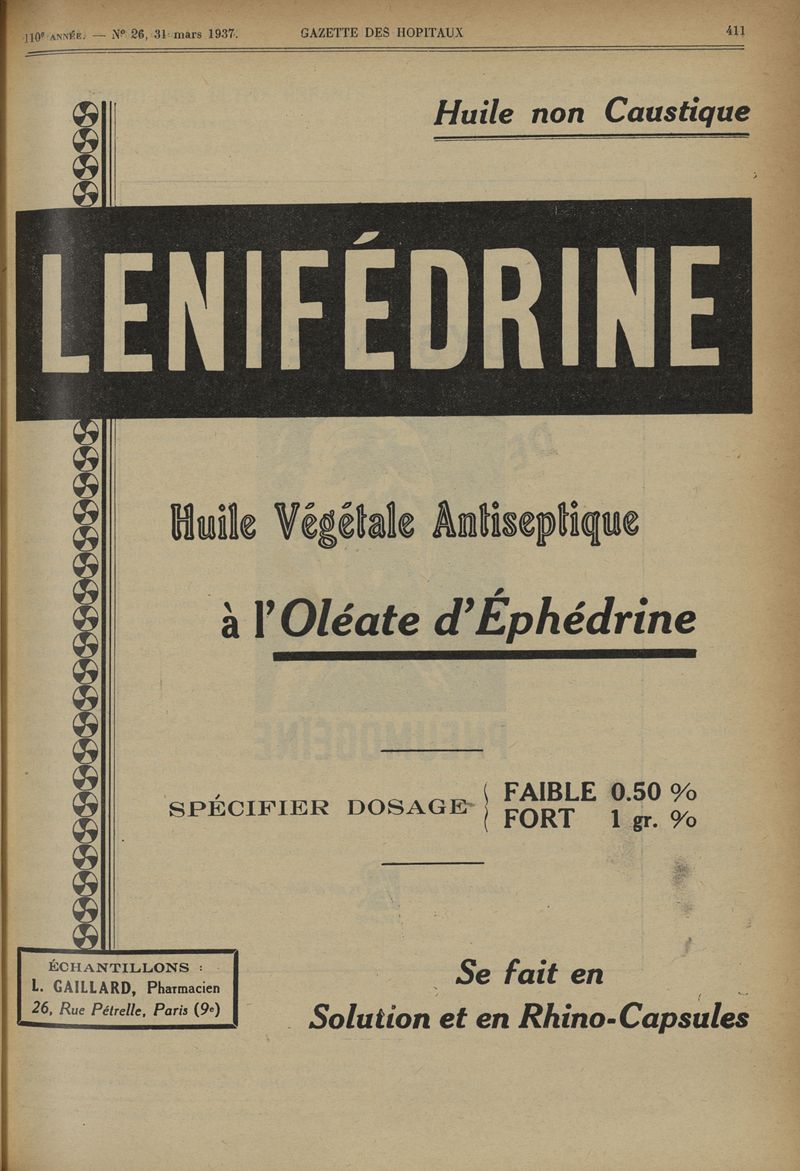 110e ANNÉE. — No 26, 31 mars 1937. GAZETTE DES HOPITAUX 411
Huile non Caustique
LENIFÉDRINE
Huile Végétale Antiseptique
à l'Oléate d'Éphédrine
SPÉCIFIER DOSAGE { FAIBLE 0.50 %
FORT 1 gr. %
ÉCHANTILLONS :
L. GAILLARD, Pharmacien
26, Rue Pétrelle, Paris (9e)
Se fait en
Solution et en Rhino-Capsules
PNEUMOGÉINE